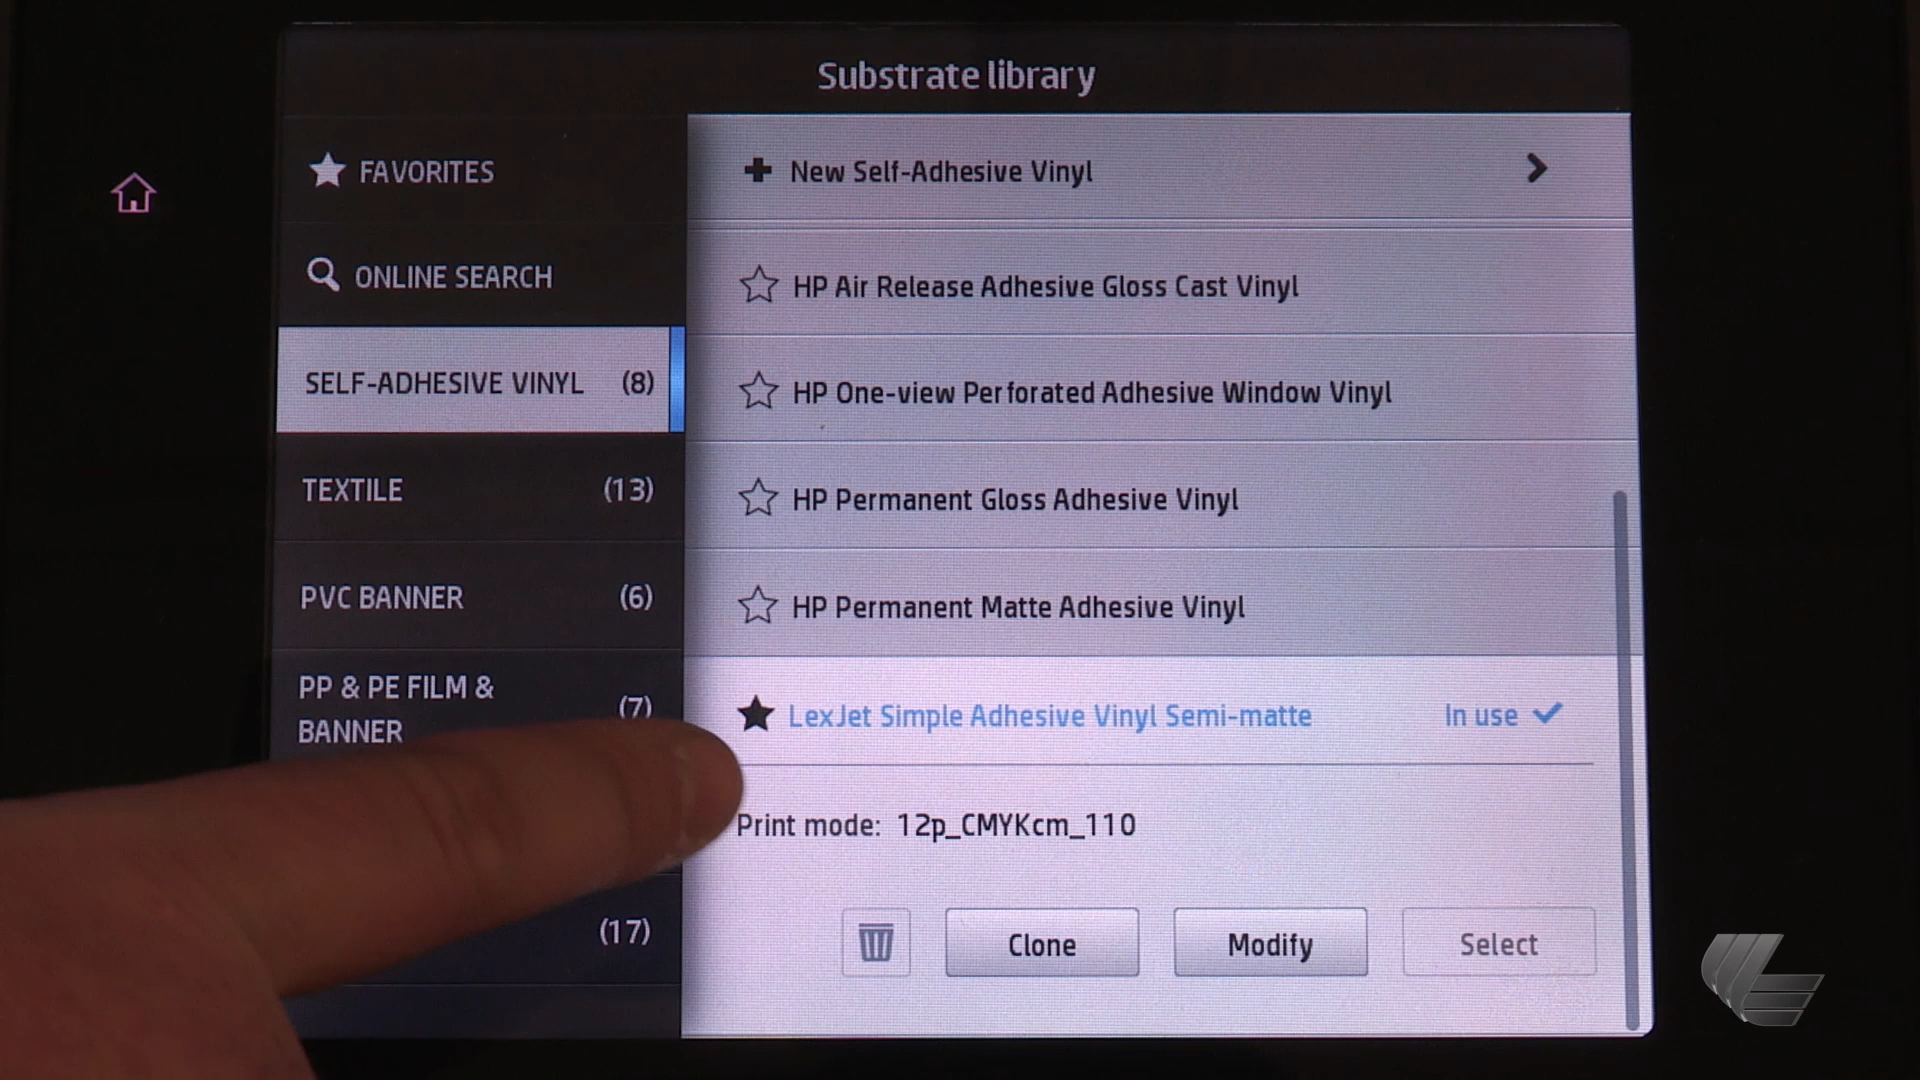 Substrate library
FAVORITES
ONLINE SEARCH
SELF-ADHESIVE VINYL (8)
TEXTILE (13)
PVC BANNER (6)
PP & PE FILM &
BANNER (7)
(17)
New Self-Adhesive Vinyl
HP Air Release Adhesive Gloss Cast Vinyl
HP One-view Perforated Adhesive Window Vinyl
HP Permanent Gloss Adhesive Vinyl
HP Permanent Matte Adhesive Vinyl
LexJet Simple Adhesive Vinyl Semi-matte In use
Print mode: 12p_CMYKcm_110
Clone Modify Select